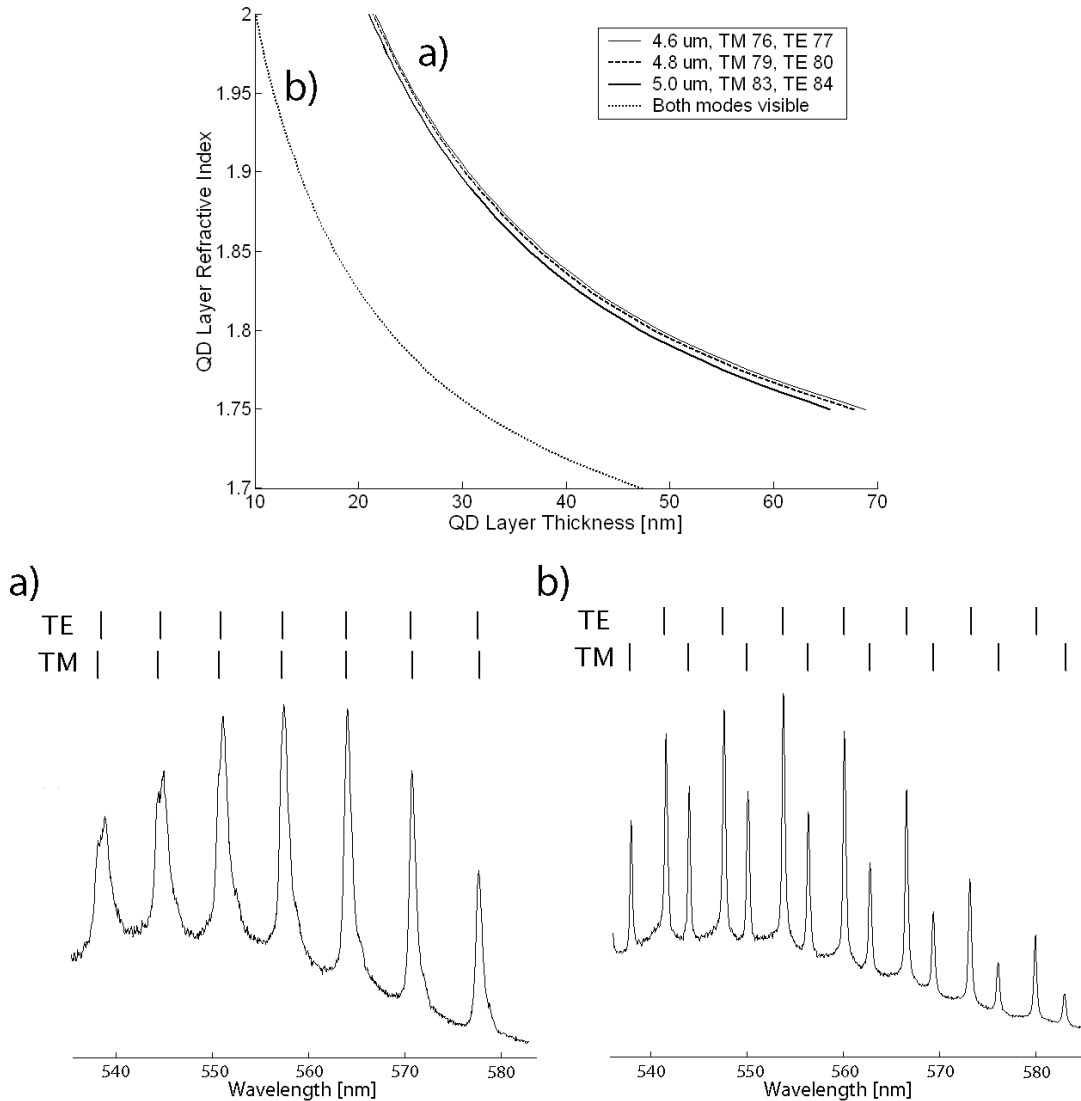 2
1.95
1.9
1.85
1.8
1.75
1.7
QD Layer Refractive Index
a)
b)
4.6 um, TM 76, TE 77
4.8 um, TM 79, TE 80
5.0 um, TM 83, TE 84
Both modes visible
10 20 30 40 50 60 70
QD Layer Thickness [nm]
a)
TE
TM
540 550 560 570 580
Wavelength [nm]
b)
TE
TM
540 550 560 570 580
Wavelength [nm]